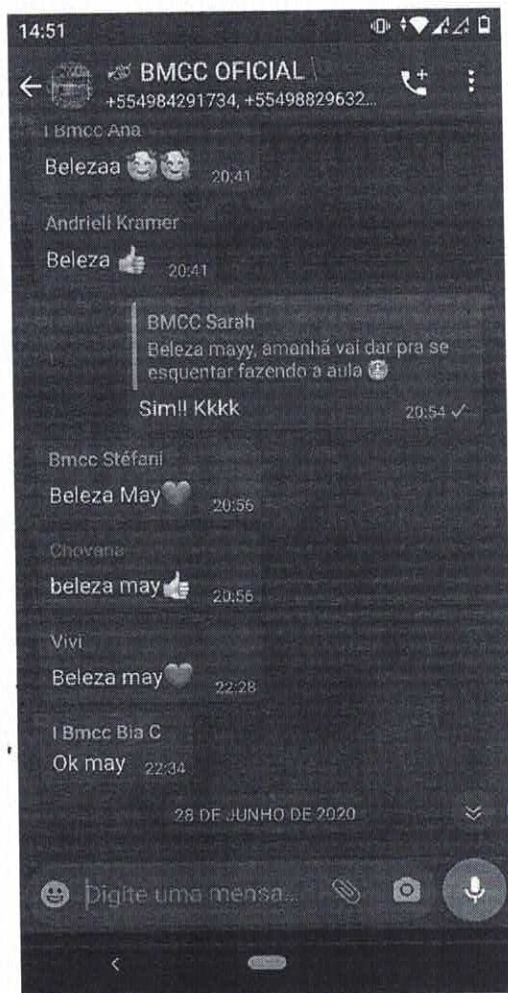 14:51
BMCC OFICIAL
+554984291734, +55498829632...
I Bmcc Ana
Belezaa 🥰🥰 20:41
Andrieli Kramer
Beleza 👍 20:41
BMCC Sarah
Beleza mayy, amanhã vai dar pra se
esquentar fazendo a aula
Sim!! Kkkk 20:54
Bmcc Stéfani
Beleza May❤ 20:56
Chovana
beleza may👍 20:56
Vivi
Beleza may❤ 22:28
I Bmcc Bia C
Ok may 22:34
28 DE JUNHO DE 2020
Digite uma mensa...